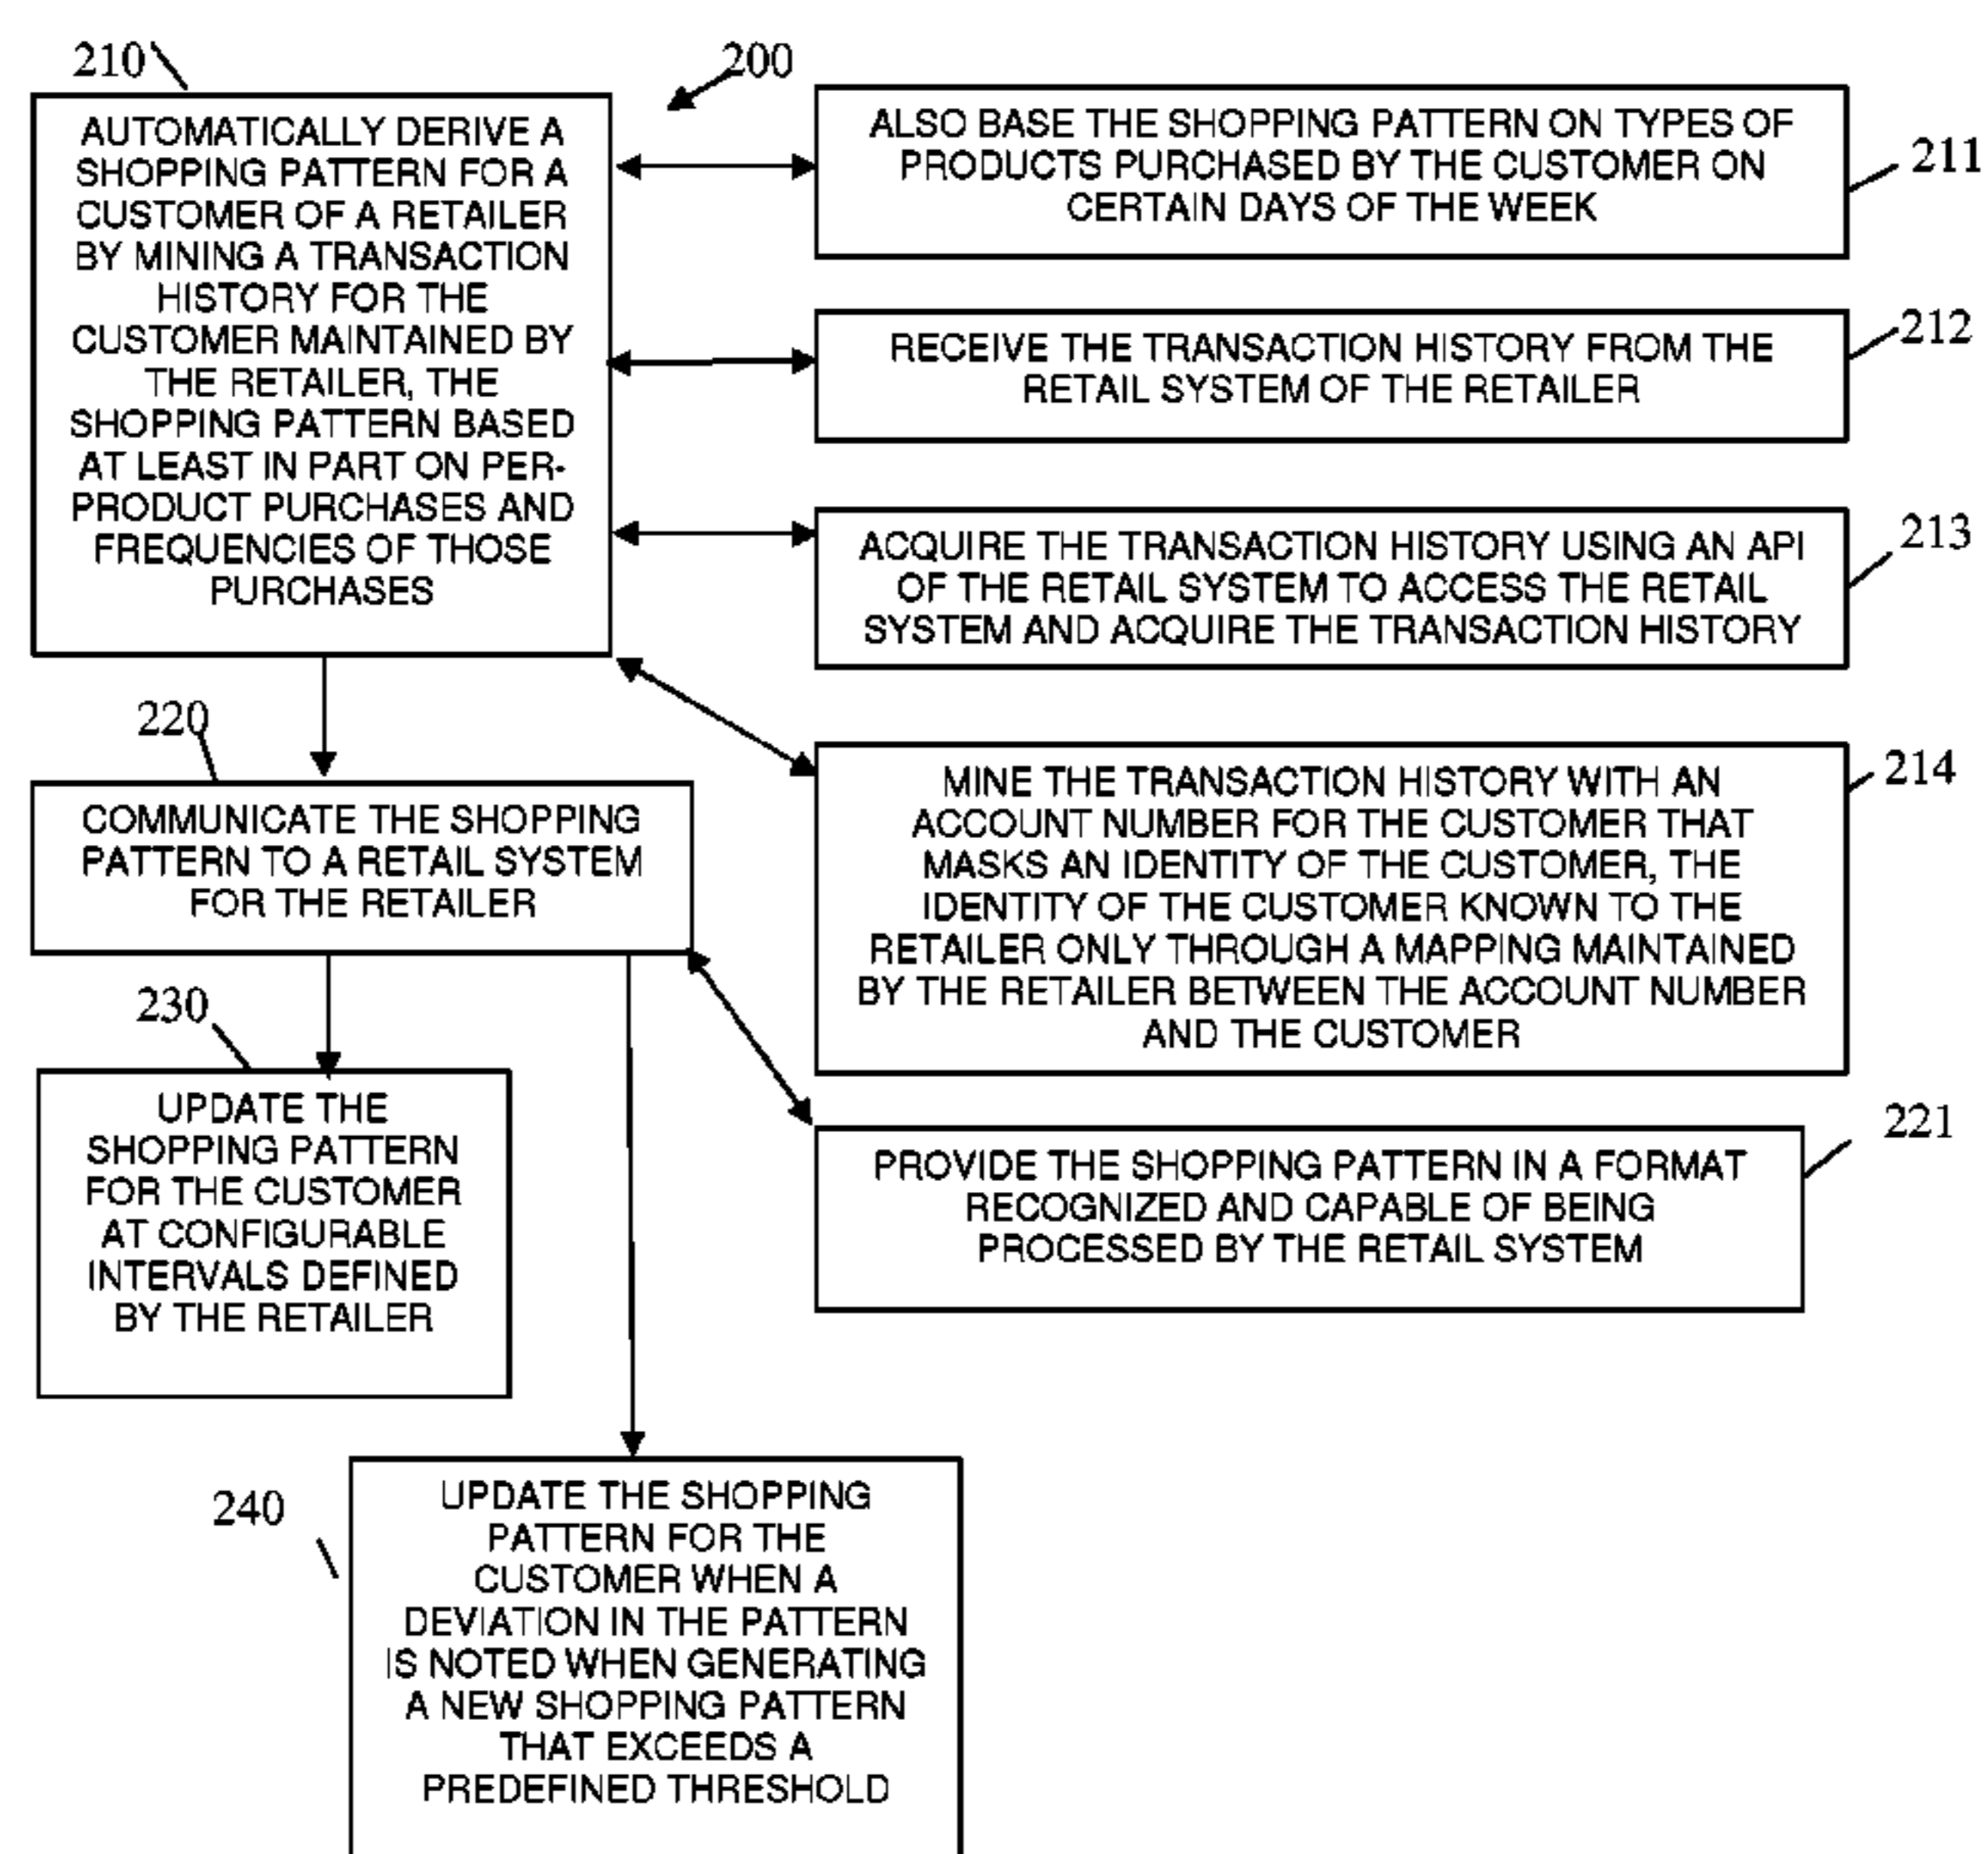 210
200
AUTOMATICALLY DERIVE A
SHOPPING PATTERN FOR A
CUSTOMER OF A RETAILER
BY MINING A TRANSACTION
HISTORY FOR THE
CUSTOMER MAINTAINED BY
THE RETAILER, THE
SHOPPING PATTERN BASED
AT LEAST IN PART ON PER-
PRODUCT PURCHASES AND
FREQUENCIES OF THOSE
PURCHASES
ALSO BASE THE SHOPPING PATTERN ON TYPES OF
PRODUCTS PURCHASED BY THE CUSTOMER ON
CERTAIN DAYS OF THE WEEK
211
RECEIVE THE TRANSACTION HISTORY FROM THE
RETAIL SYSTEM OF THE RETAILER
212
ACQUIRE THE TRANSACTION HISTORY USING AN API
OF THE RETAIL SYSTEM TO ACCESS THE RETAIL
SYSTEM AND ACQUIRE THE TRANSACTION HISTORY
213
220
COMMUNICATE THE SHOPPING
PATTERN TO A RETAIL SYSTEM
FOR THE RETAILER
MINE THE TRANSACTION HISTORY WITH AN
ACCOUNT NUMBER FOR THE CUSTOMER THAT
MASKS AN IDENTITY OF THE CUSTOMER, THE
IDENTITY OF THE CUSTOMER KNOWN TO THE
RETAILER ONLY THROUGH A MAPPING MAINTAINED
BY THE RETAILER BETWEEN THE ACCOUNT NUMBER
AND THE CUSTOMER
214
230
UPDATE THE
SHOPPING PATTERN
FOR THE CUSTOMER
AT CONFIGURABLE
INTERVALS DEFINED
BY THE RETAILER
PROVIDE THE SHOPPING PATTERN IN A FORMAT
RECOGNIZED AND CAPABLE OF BEING
PROCESSED BY THE RETAIL SYSTEM
221
240
UPDATE THE SHOPPING
PATTERN FOR THE
CUSTOMER WHEN A
DEVIATION IN THE PATTERN
IS NOTED WHEN GENERATING
A NEW SHOPPING PATTERN
THAT EXCEEDS A
PREDEFINED THRESHOLD